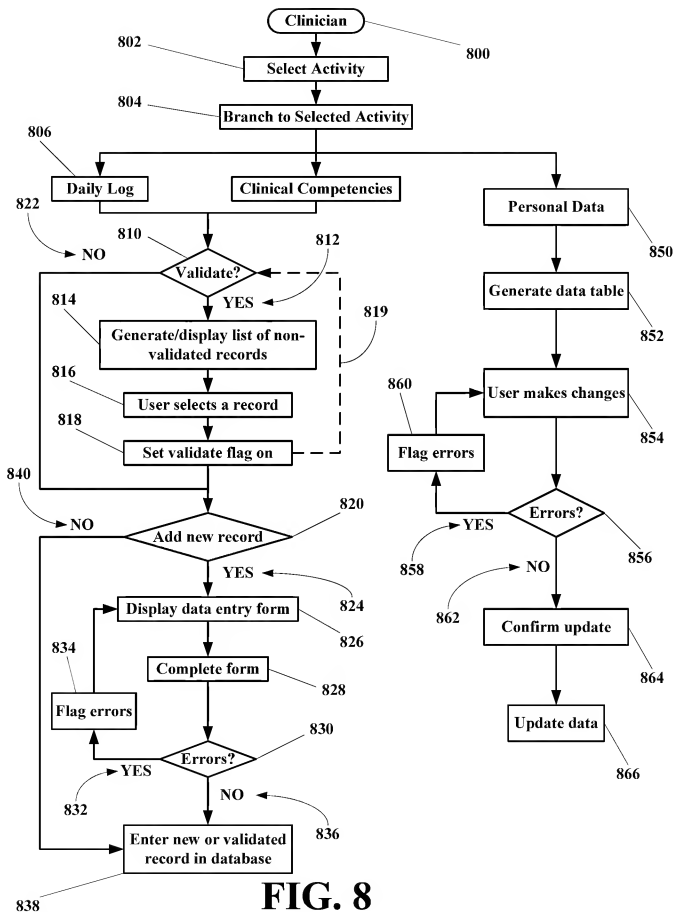 Clinician
800
802
Select Activity
804
Branch to Selected Activity
806
Daily Log
Clinical Competencies
Personal Data
850
822
NO
810
Validate?
812
YES
814
Generate/display list of non-
validated records
819
Generate data table
852
816
User selects a record
818
Set validate flag on
860
User makes changes
854
Flag errors
840
NO
820
Add new record
YES
824
Errors?
856
YES
858
NO
862
Display data entry form
826
Confirm update
864
834
Complete form
828
Flag errors
830
Errors?
YES
832
NO
836
Update data
866
Enter new or validated
record in database
838
FIG. 8